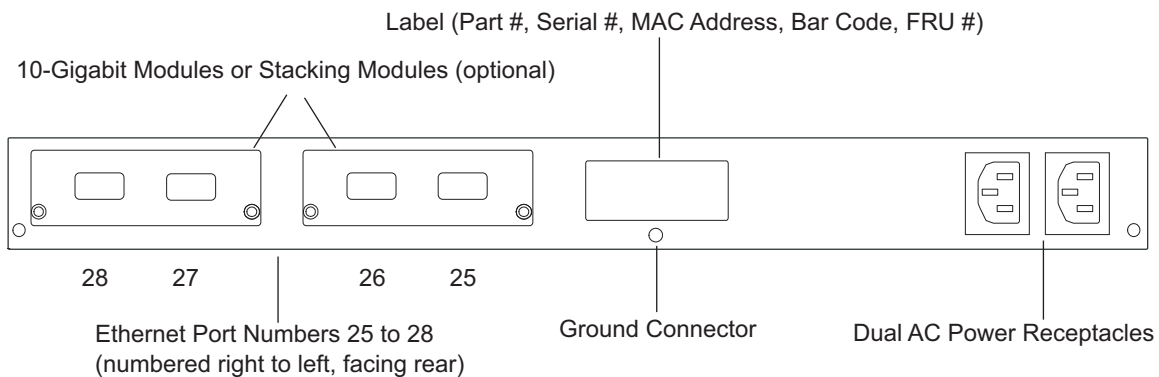 Label (Part #, Serial #, MAC Address, Bar Code, FRU #)
10-Gigabit Modules or Stacking Modules (optional)
28 27 26 25
Ethernet Port Numbers 25 to 28
(numbered right to left, facing rear)
Ground Connector
Dual AC Power Receptacles